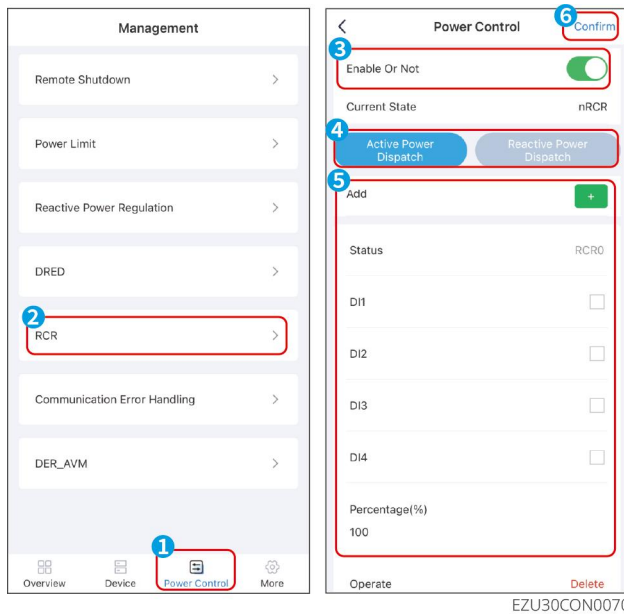 Management
Remote Shutdown
Power Limit
Reactive Power Regulation
DRED
2
RCR
Communication Error Handling
DER_AVM
1
Overview
Device
Power Control
More
6
Power Control
Confirm
3
Enable Or Not
Current State
nRCR
4
Active Power
Dispatch
Reactive Power
Dispatch
5
Add
+
Status
RCR0
DI1
DI2
DI3
DI4
Percentage(%)
100
Operate
Delete
EZU30CON0070